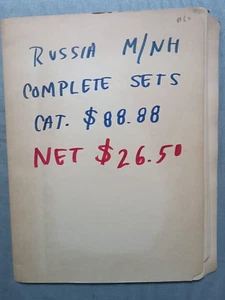 RUSSIA M/NH
COMPLETE SETS
CAT. $88.88
NET $26.50